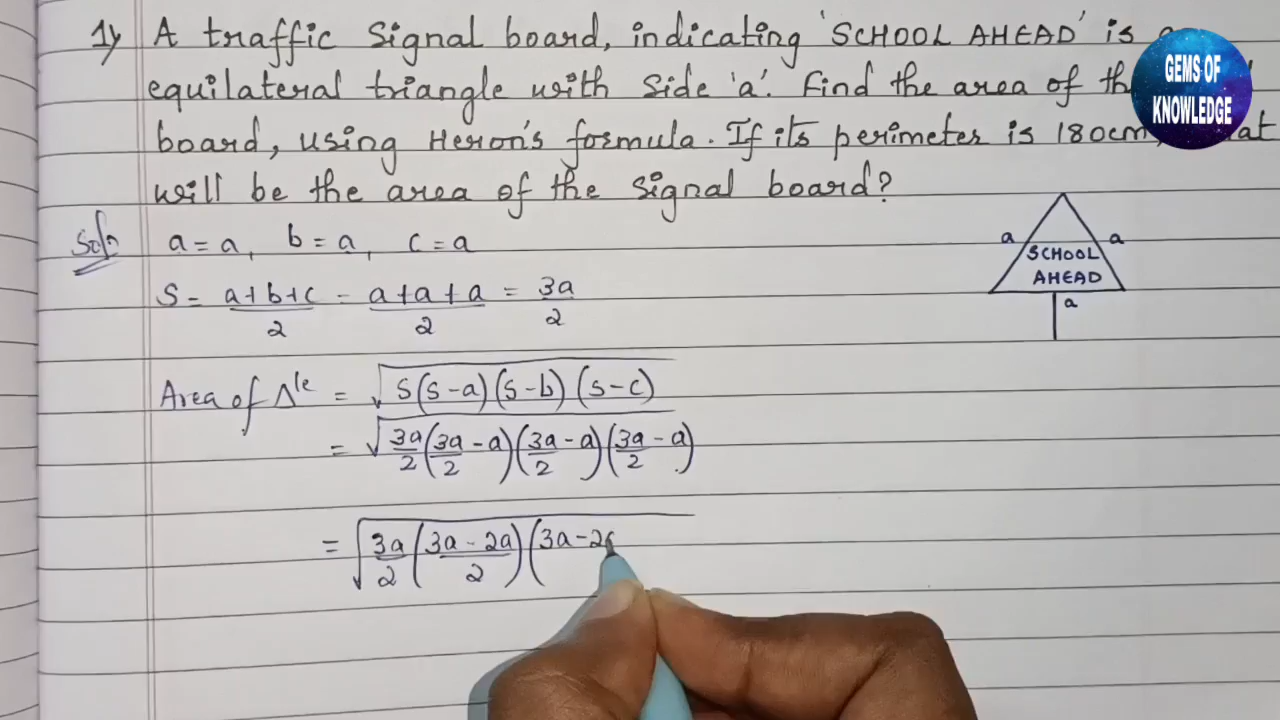 1) A traffic signal board, indicating 'SCHOOL AHEAD' is
equilateral triangle with side 'a'. Find the area of the
board, using Heron's formula. If its perimeter is 180cm,
will be the area of the signal board?
GEMS OF
KNOWLEDGE
Soln a = a, b = a, c = a
a a
SCHOOL
AHEAD
a
S = a+b+c/2 = a+a+a/2 = 3a/2
Area of Δle = √S(S-a)(S-b)(S-c)
= √3a/2(3a/2-a)(3a/2-a)(3a/2-a)
= √3a/2(3a-2a/2)(3a-2